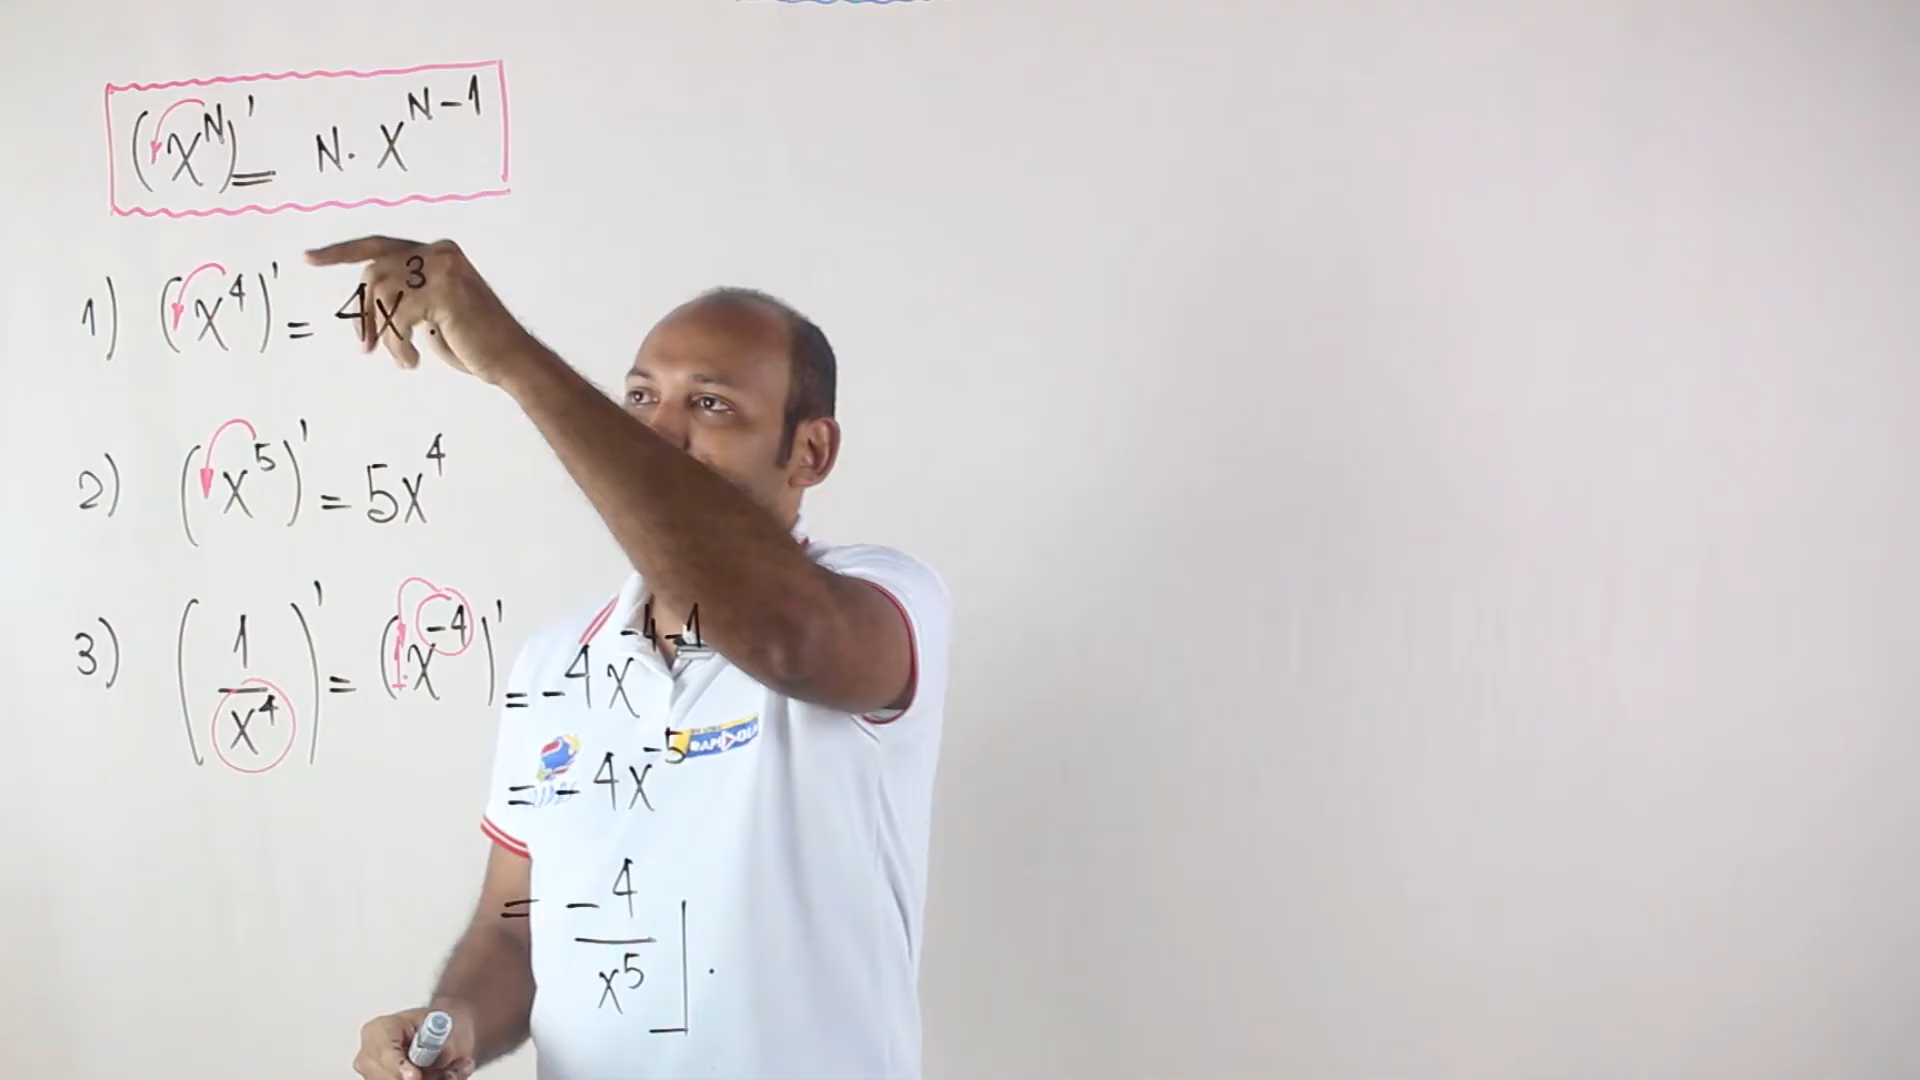 (x^N)' = N. x^(N-1)
1) (x^4)' = 4x^3.
2) (x^5)' = 5x^4
3) (1/x^4)' = (1.x^-4)' = -4x^(-4-1)
= -4x^-5
= -4/x^5 .